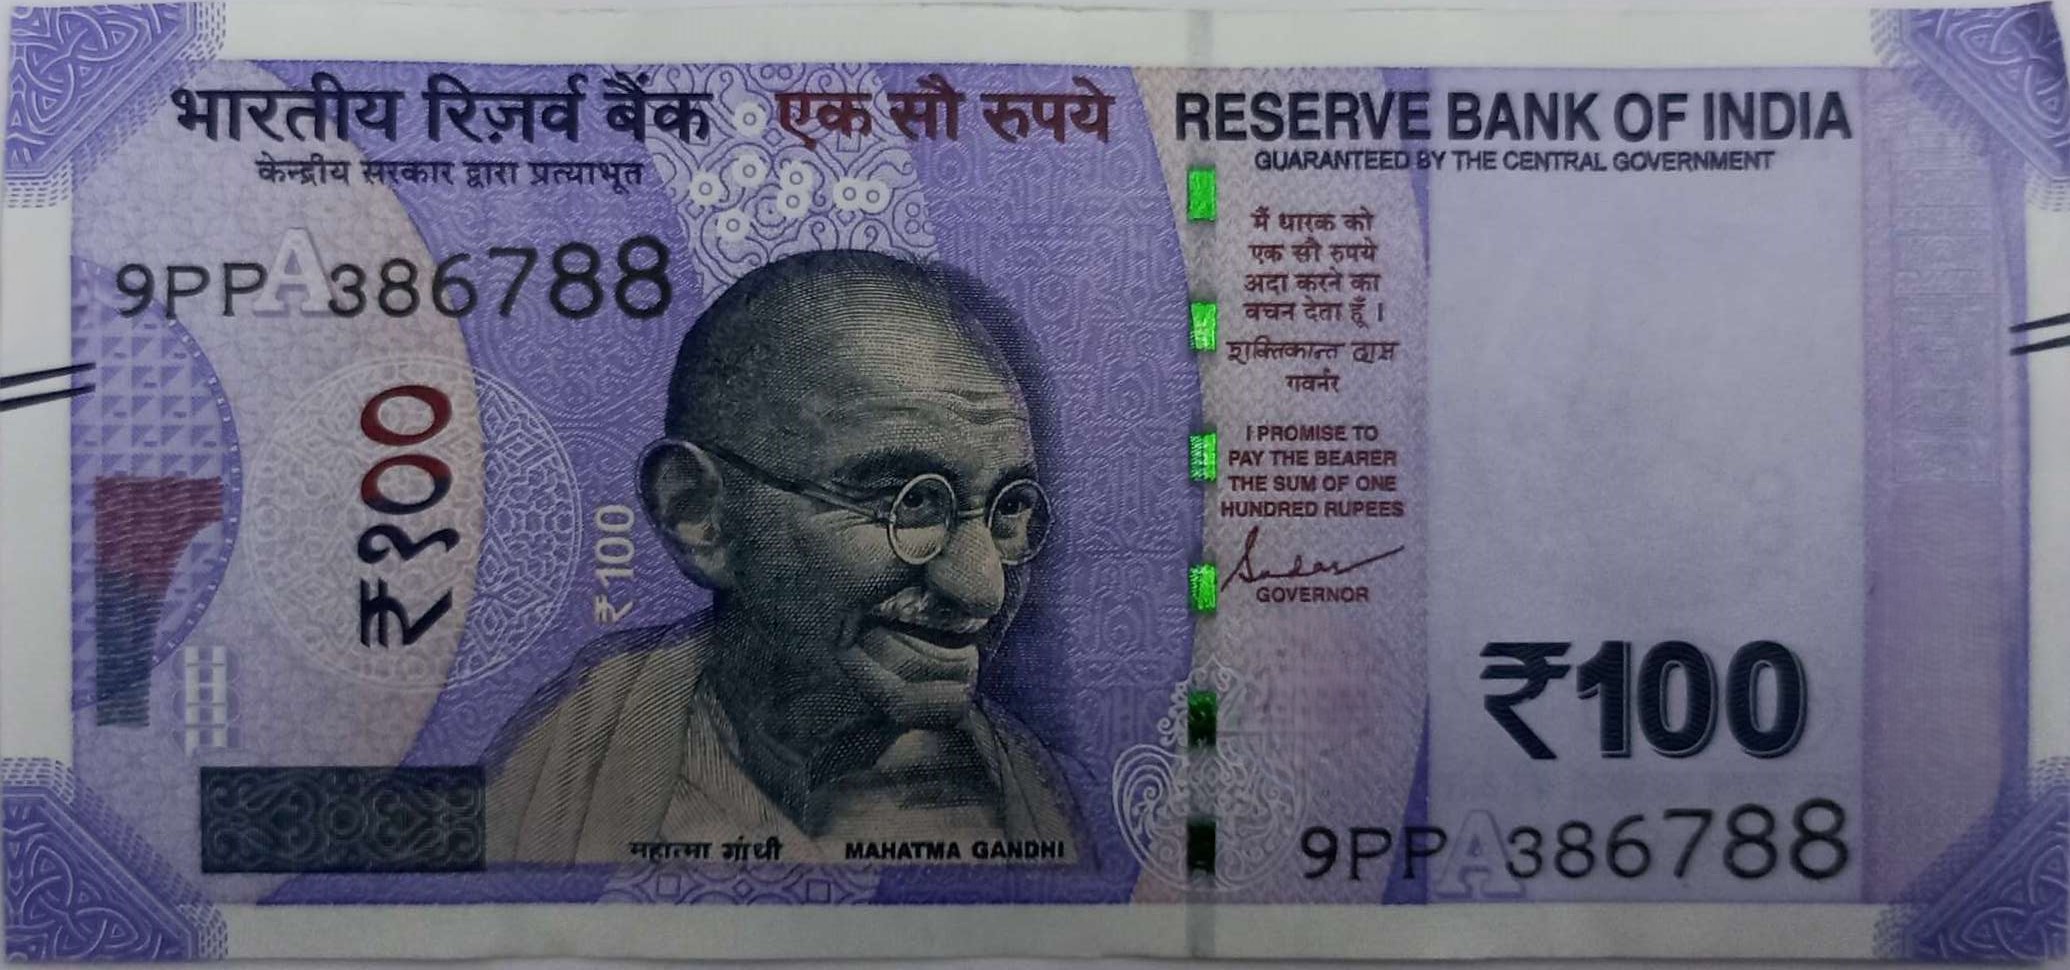 भारतीय रिज़र्व बैंक एक सौ रुपये RESERVE BANK OF INDIA
केन्द्रीय सरकार द्वारा प्रत्याभूत GUARANTEED BY THE CENTRAL GOVERNMENT
9PPA386788
₹१००
₹100
महात्मा गांधी MAHATMA GANDHI
मैं धारक को
एक सौ रुपये
अदा करने का
वचन देता हूँ ।
शक्तिकान्त दास
गवर्नर
I PROMISE TO
PAY THE BEARER
THE SUM OF ONE
HUNDRED RUPEES
GOVERNOR
₹100
9PPA386788